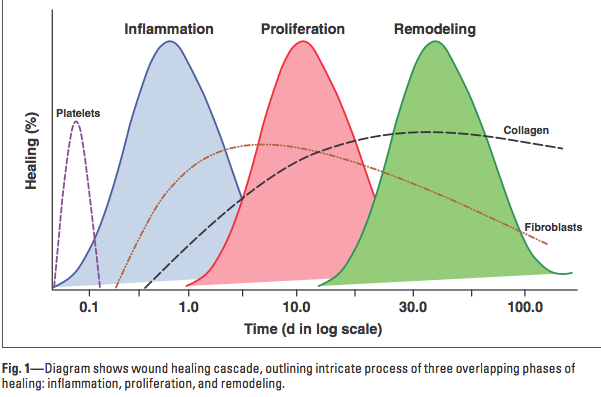 Inflammation Proliferation Remodeling
Platelets
Collagen
Fibroblasts
Healing (%)
0.1 1.0 10.0 30.0 100.0
Time (d in log scale)
Fig. 1—Diagram shows wound healing cascade, outlining intricate process of three overlapping phases of
healing: inflammation, proliferation, and remodeling.